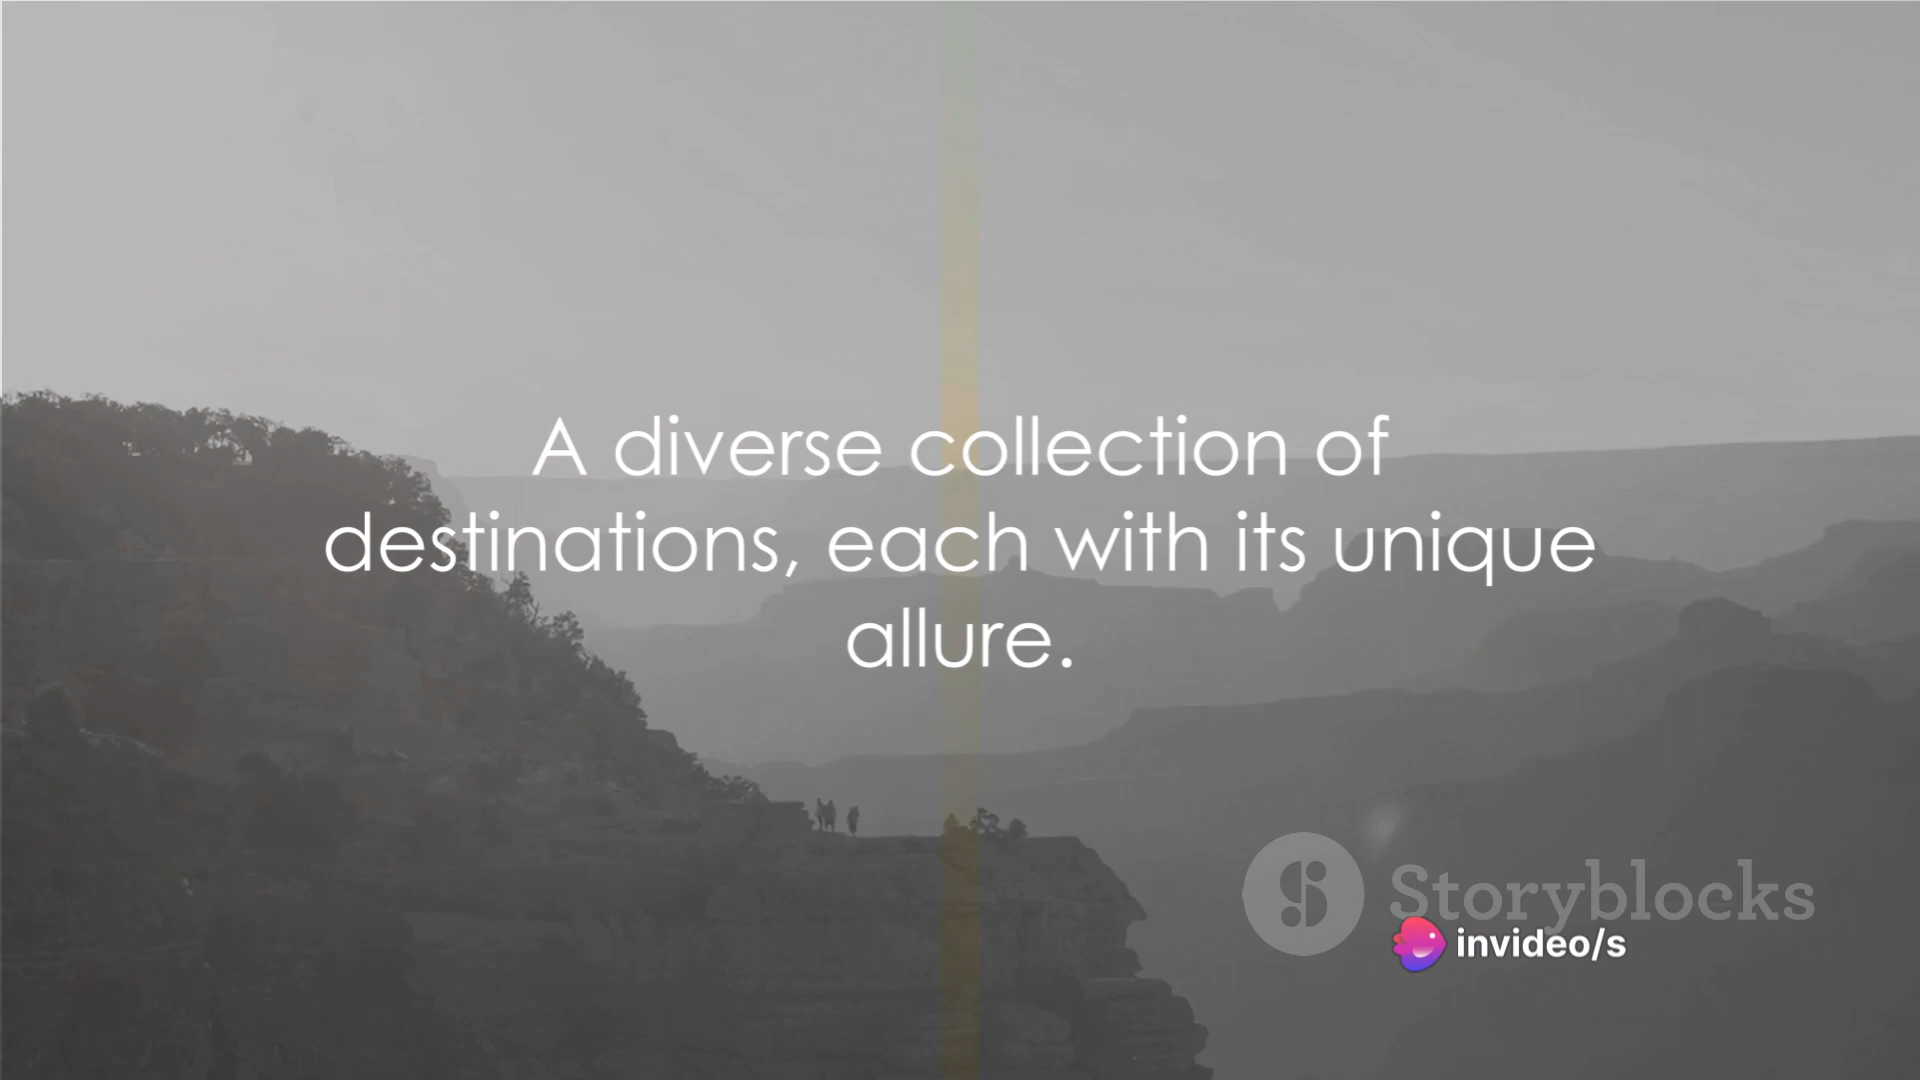 A diverse collection of
destinations, each with its unique
allure.
Storyblocks
invideo/s